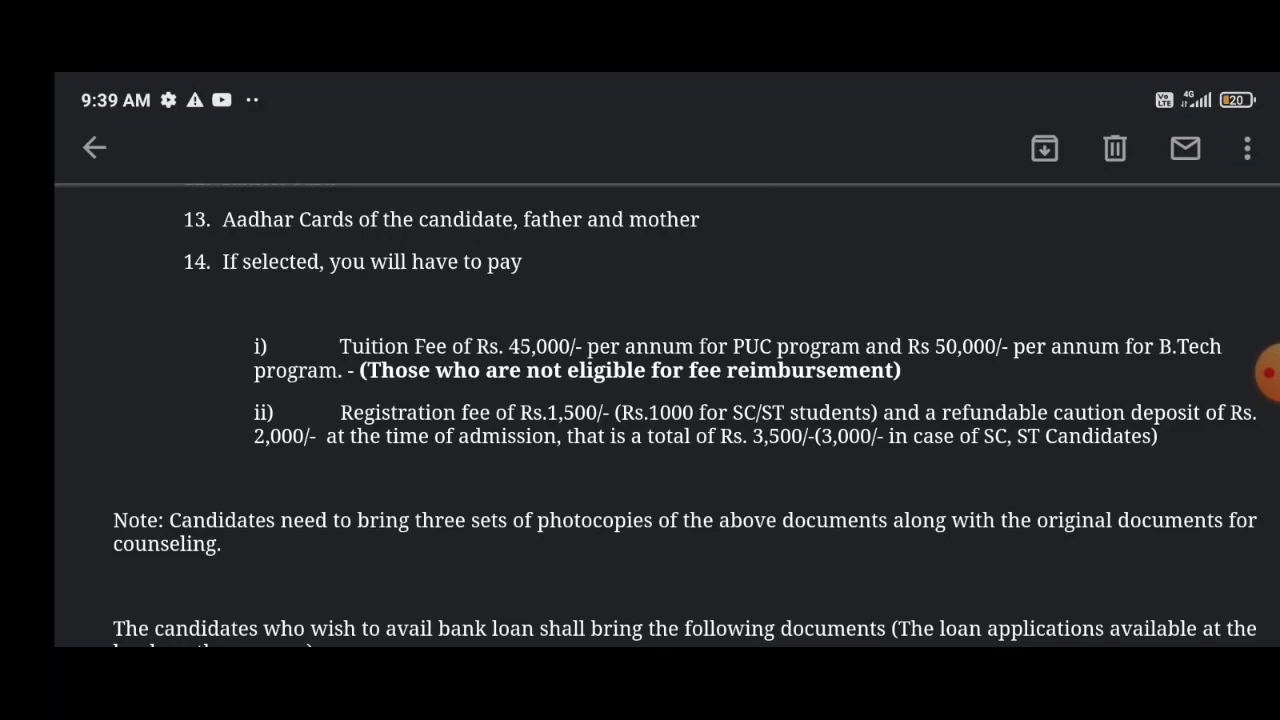 9:39 AM
Vo LTE 4G 20
13. Aadhar Cards of the candidate, father and mother
14. If selected, you will have to pay
i) Tuition Fee of Rs. 45,000/- per annum for PUC program and Rs 50,000/- per annum for B.Tech
program. - (Those who are not eligible for fee reimbursement)
ii) Registration fee of Rs.1,500/- (Rs.1000 for SC/ST students) and a refundable caution deposit of Rs.
2,000/- at the time of admission, that is a total of Rs. 3,500/-(3,000/- in case of SC, ST Candidates)
Note: Candidates need to bring three sets of photocopies of the above documents along with the original documents for
counseling.
The candidates who wish to avail bank loan shall bring the following documents (The loan applications available at the